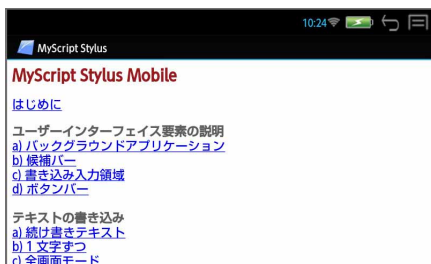 10:24
MyScript Stylus
MyScript Stylus Mobile
はじめに
ユーザーインターフェイス要素の説明
a) バックグラウンドアプリケーション
b) 候補バー
c) 書き込み入力領域
d) ボタンバー
テキストの書き込み
a) 続け書きテキスト
b) 1 文字ずつ
c) 全画面モード